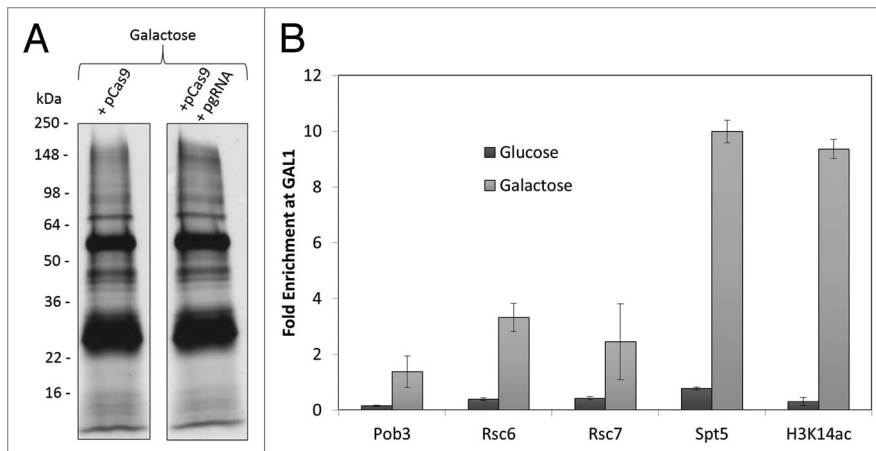 A
Galactose
+ pCas9
+pCas9
+ pgRNA
kDa
250 -
148 -
98 -
64 -
50 -
36 -
22 -
16 -
B
Fold Enrichment at GAL1
12
10
8
6
4
2
0
Glucose
Galactose
Pob3 Rsc6 Rsc7 Spt5 H3K14ac